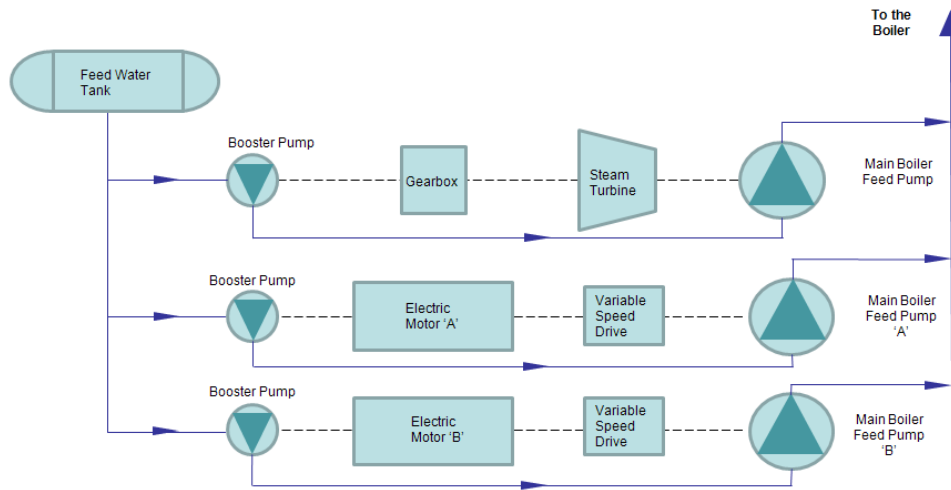 To the
Boiler
Feed Water
Tank
Booster Pump
Gearbox
Steam
Turbine
Main Boiler
Feed Pump
Booster Pump
Electric
Motor ‘A’
Variable
Speed
Drive
Main Boiler
Feed Pump
‘A’
Booster Pump
Electric
Motor ‘B’
Variable
Speed
Drive
Main Boiler
Feed Pump
‘B’